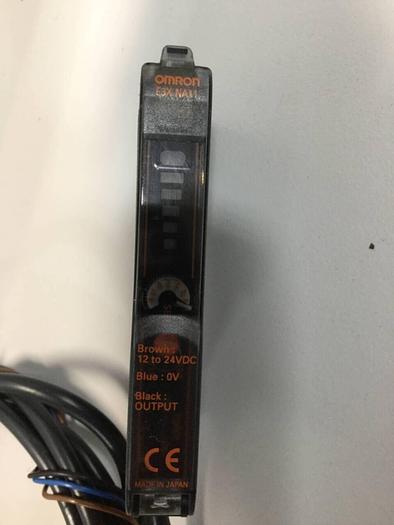 OMRON
E3X-NA11
Brown :
12 to 24VDC
Blue : 0V
Black :
OUTPUT
CE
MADE IN JAPAN